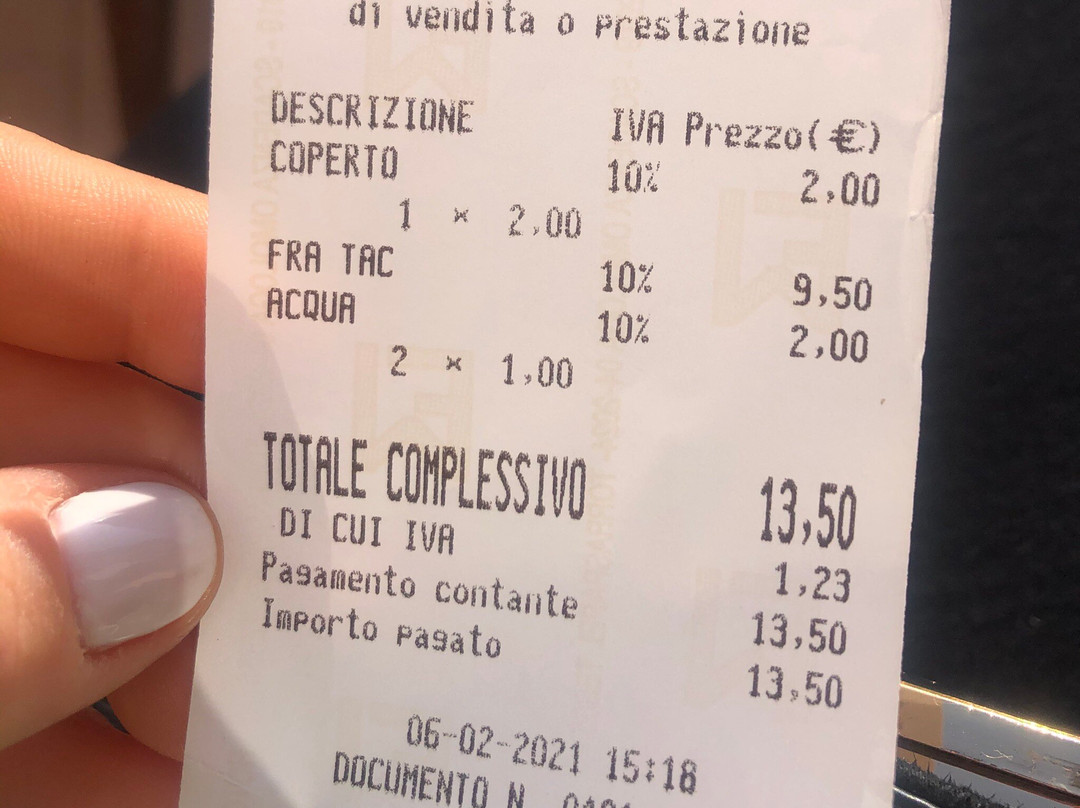 di vendita o prestazione
DESCRIZIONE IVA Prezzo(€)
COPERTO 10% 2,00
1 x 2,00
FRA TAC 10% 9,50
ACQUA 10% 2,00
2 x 1,00
TOTALE COMPLESSIVO 13,50
DI CUI IVA 1,23
Pagamento contante 13,50
Importo pagato 13,50
06-02-2021 15:18
DOCUMENTO N.